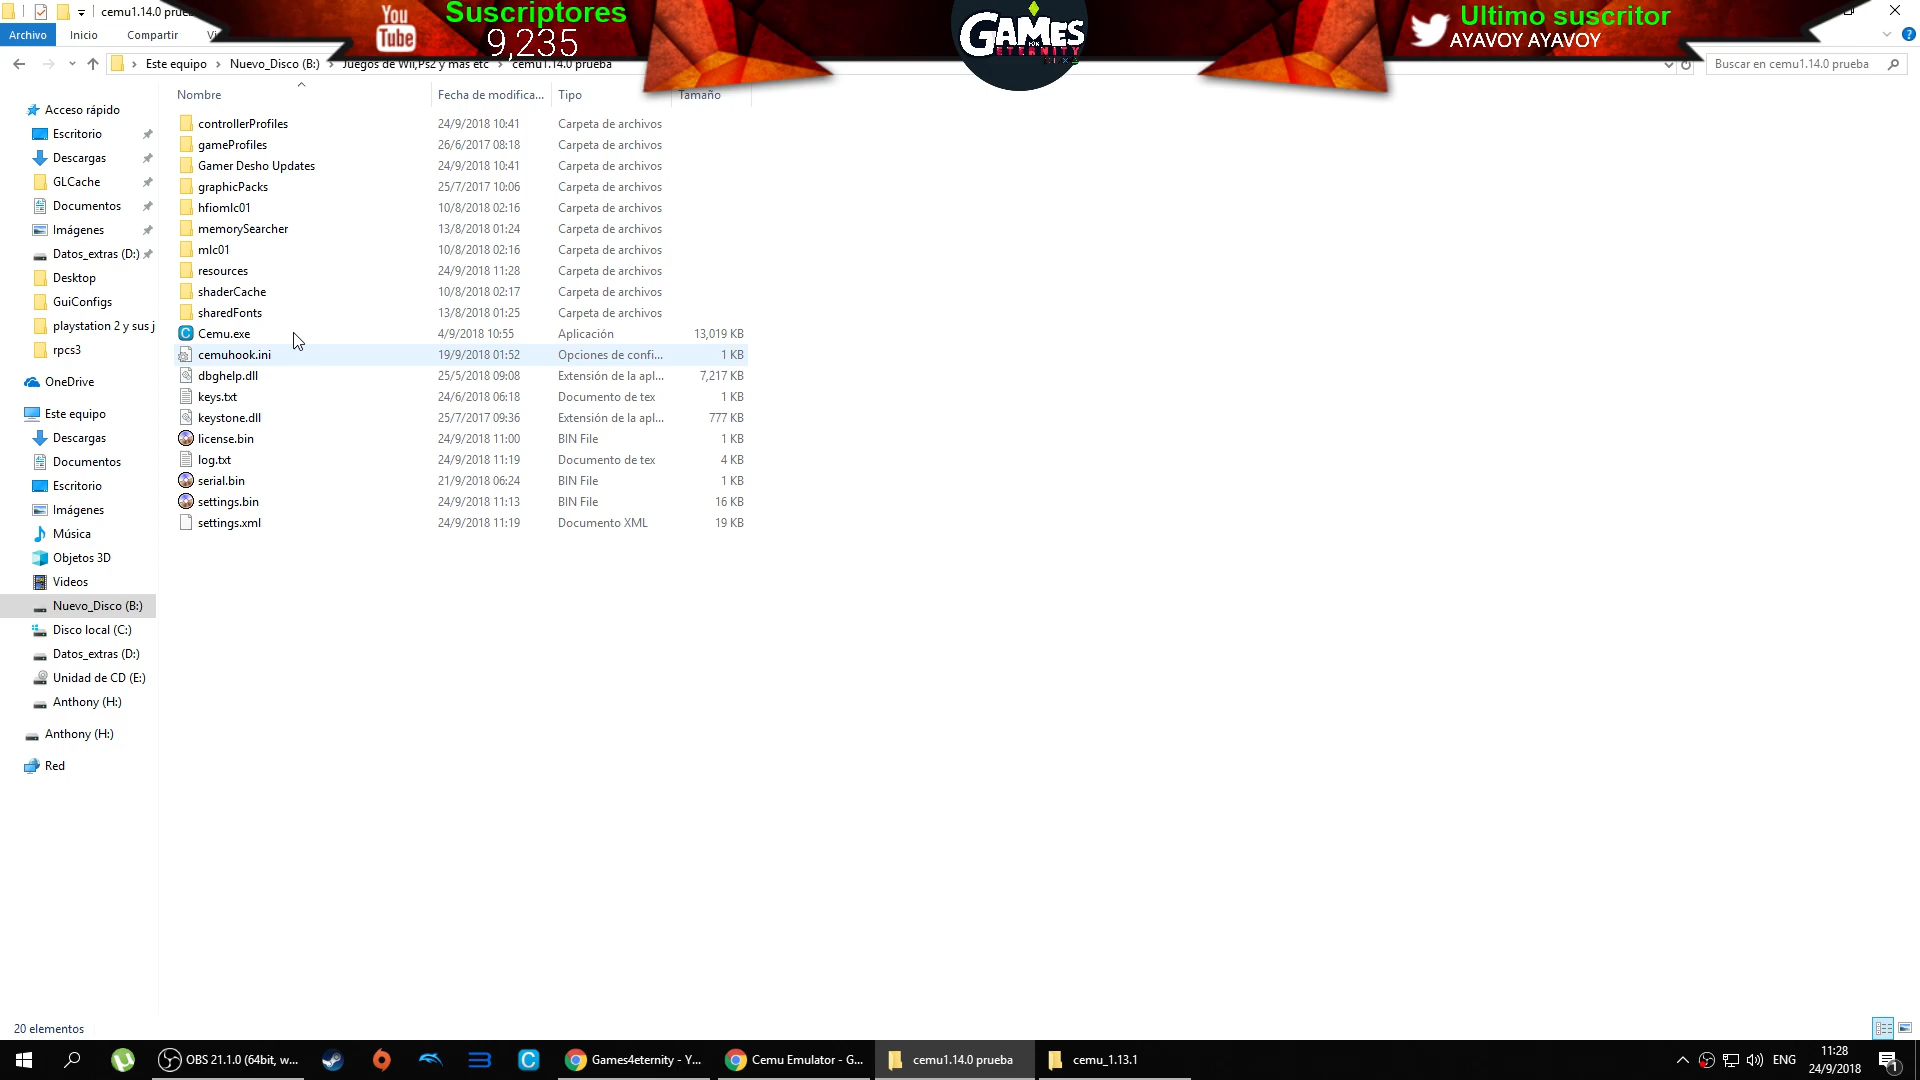 cemu1.14.0
Suscriptores
9,235
You
Tube
GAMES
FOR
ETERNITY
Ultimo suscritor
AYAVOY AYAVOY
Archivo
Inicio
Compartir
Este equipo
Nuevo_Disco (B:)
Juegos de Wii,Ps2 y mas etc
cemu1.14.0 prueba
Buscar en cemu1.14.0 prueba
Nombre
Fecha de modifica...
Tipo
Tamaño
Acceso rápido
Escritorio
Descargas
GLCache
Documentos
Imágenes
Datos_extras (D:)
Desktop
GuiConfigs
playstation 2 y sus j
rpcs3
OneDrive
Este equipo
Descargas
Documentos
Escritorio
Imágenes
Música
Objetos 3D
Videos
Nuevo_Disco (B:)
Disco local (C:)
Datos_extras (D:)
Unidad de CD (E:)
Anthony (H:)
Anthony (H:)
Red
controllerProfiles 24/9/2018 10:41 Carpeta de archivos
gameProfiles 26/6/2017 08:18 Carpeta de archivos
Gamer Desho Updates 24/9/2018 10:41 Carpeta de archivos
graphicPacks 25/7/2017 10:06 Carpeta de archivos
hfiomlc01 10/8/2018 02:16 Carpeta de archivos
memorySearcher 13/8/2018 01:24 Carpeta de archivos
mlc01 10/8/2018 02:16 Carpeta de archivos
resources 24/9/2018 11:28 Carpeta de archivos
shaderCache 10/8/2018 02:17 Carpeta de archivos
sharedFonts 13/8/2018 01:25 Carpeta de archivos
Cemu.exe 4/9/2018 10:55 Aplicación 13,019 KB
cemuhook.ini 19/9/2018 01:52 Opciones de confi... 1 KB
dbghelp.dll 25/5/2018 09:08 Extensión de la apl... 7,217 KB
keys.txt 24/6/2018 06:18 Documento de tex 1 KB
keystone.dll 25/7/2017 09:36 Extensión de la apl... 777 KB
license.bin 24/9/2018 11:00 BIN File 1 KB
log.txt 24/9/2018 11:19 Documento de tex 4 KB
serial.bin 21/9/2018 06:24 BIN File 1 KB
settings.bin 24/9/2018 11:13 BIN File 16 KB
settings.xml 24/9/2018 11:19 Documento XML 19 KB
20 elementos
OBS 21.1.0 (64bit, w...
Games4eternity - Y...
Cemu Emulator - G...
cemu1.14.0 prueba
cemu_1.13.1
ENG
11:28
24/9/2018
1